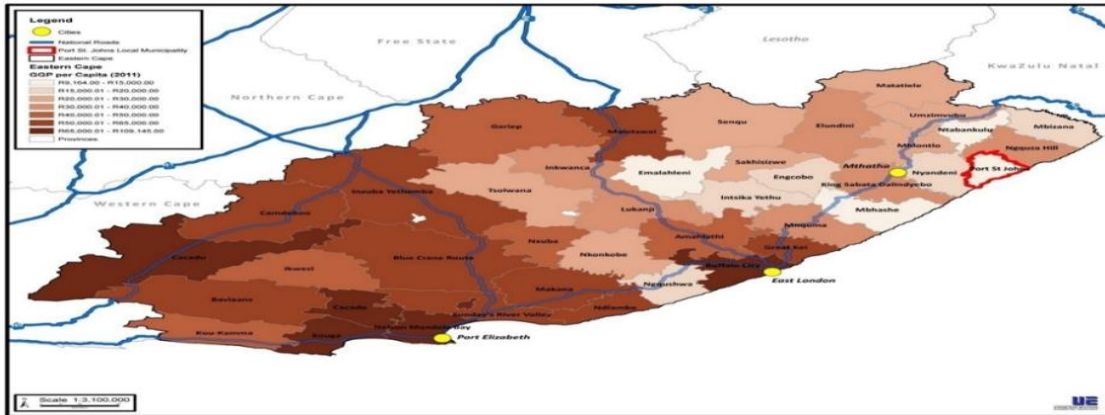 Legend
Cities
National Roads
Port St. Johns Local Municipality
Eastern Cape
Eastern Cape
GGP per Capita (2011)
R9,164.00 - R15,000.00
R15,000.01 - R20,000.00
R20,000.01 - R30,000.00
R30,000.01 - R40,000.00
R40,000.01 - R50,000.00
R50,000.01 - R65,000.00
R65,000.01 - R109,145.00
Provinces
Free State
Lesotho
KwaZulu Natal
Northern Cape
Western Cape
Matatiele
Umzimvubu
Gariep
Maletswai
Senqu
Elundini
Ntabankulu
Mbizana
Mhlontlo
Ngquza Hill
Inkwanca
Sakhisizwe
Mthatha
Emalahleni
Engcobo
Nyandeni
Port St Johns
Tsolwana
King Sabata Dalindyebo
Inxuba Yethemba
Intsika Yethu
Mbhashe
Camdeboo
Lukanji
Mnquma
Nxuba
Amahlathi
Great Kei
Cacadu
Blue Crane Route
Nkonkobe
Buffalo City
Ikwezi
East London
Makana
Ngqushwa
Baviaans
Cacadu
Sunday's River Valley
Ndlambe
Nelson Mandela Bay
Kou-Kamma
Kouga
Port Elizabeth
Scale 1:3,100,000